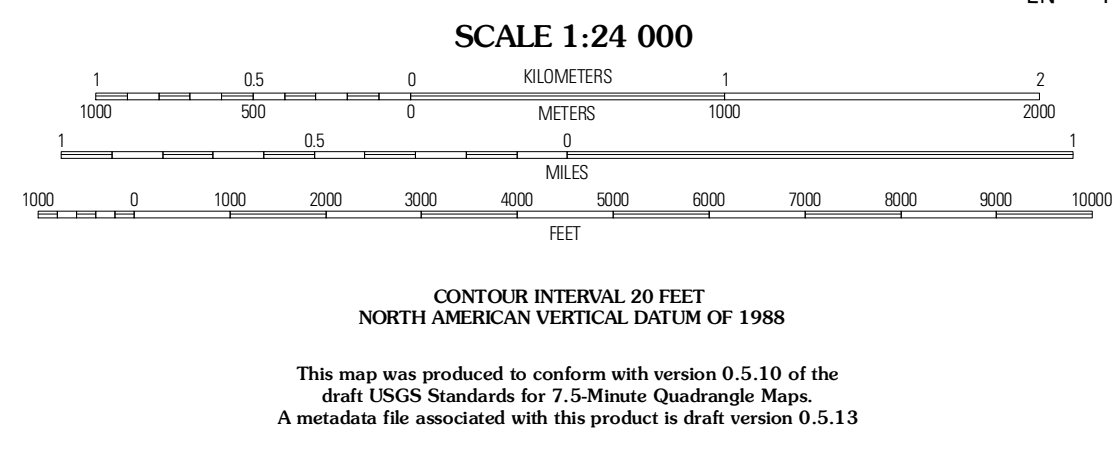 SCALE 1:24 000
1 0.5 0 KILOMETERS 1 2
1000 500 0 METERS 1000 2000
1 0.5 0 1
MILES
1000 0 1000 2000 3000 4000 5000 6000 7000 8000 9000 10000
FEET
CONTOUR INTERVAL 20 FEET
NORTH AMERICAN VERTICAL DATUM OF 1988
This map was produced to conform with version 0.5.10 of the
draft USGS Standards for 7.5-Minute Quadrangle Maps.
A metadata file associated with this product is draft version 0.5.13